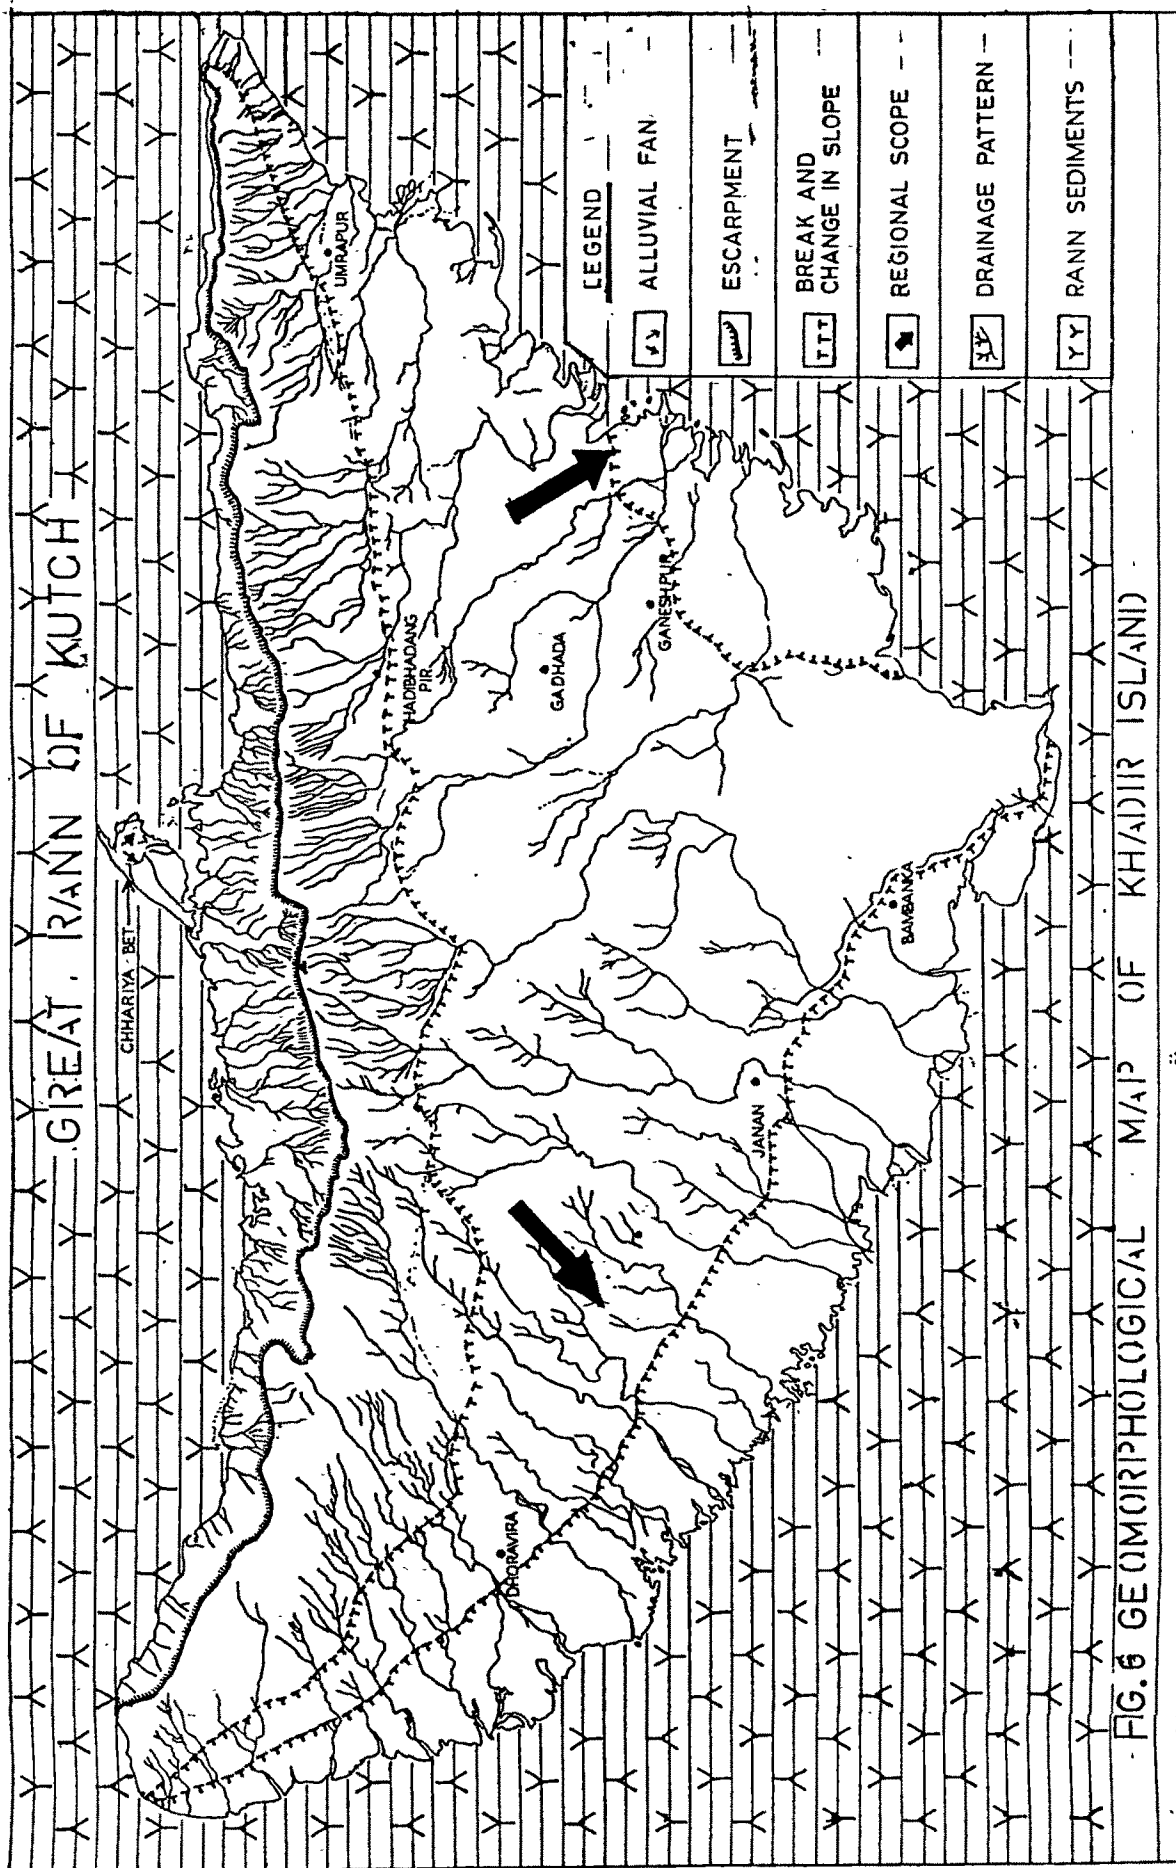 GREAT RANN OF KUTCH
CHHARIYA BET
UMRAPUR
HADIBHADANG
PIR
GADHADA
GANESHPUR
BAMBANKA
JANAN
DHORAVIRA
LEGEND
ALLUVIAL FAN
ESCARPMENT
BREAK AND
CHANGE IN SLOPE
REGIONAL SCOPE
DRAINAGE PATTERN
RANN SEDIMENTS
FIG. 6 GEOMORPHOLOGICAL MAP OF KHADIR ISLAND